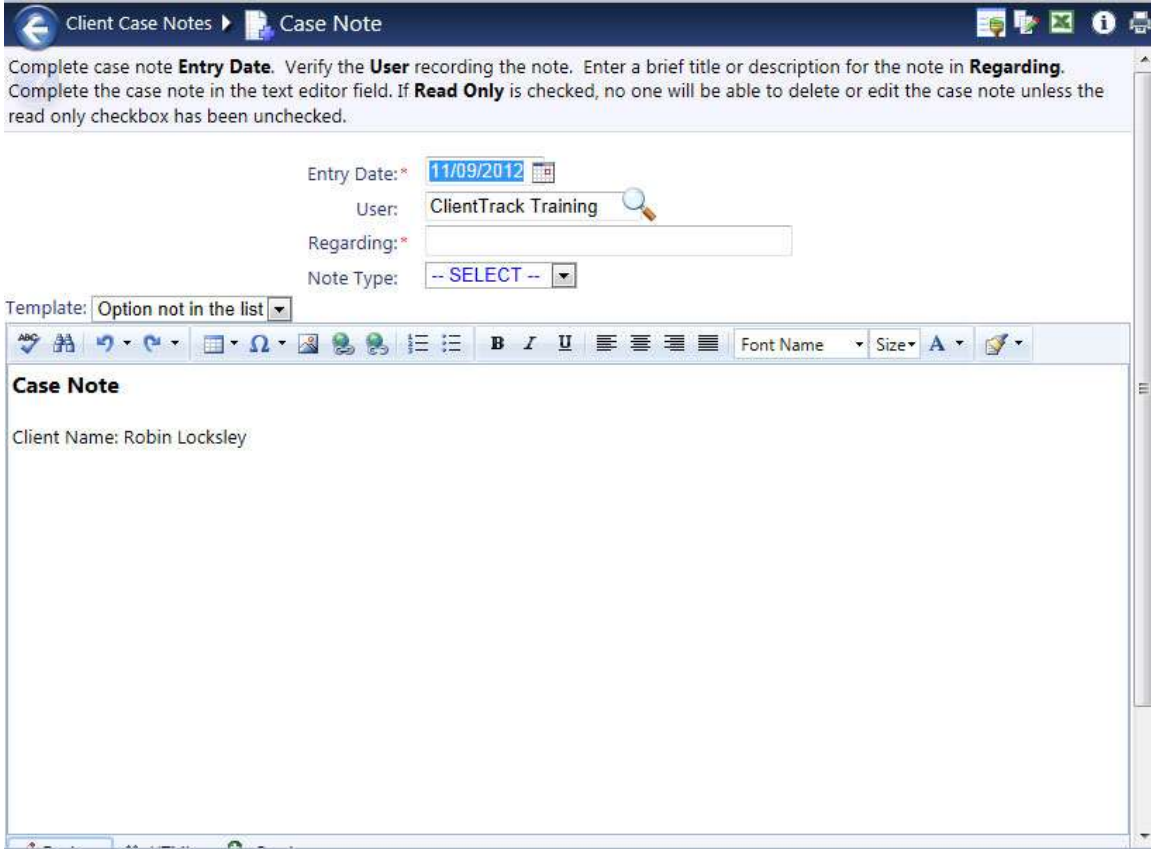 Client Case Notes Case Note
Complete case note Entry Date. Verify the User recording the note. Enter a brief title or description for the note in Regarding.
Complete the case note in the text editor field. If Read Only is checked, no one will be able to delete or edit the case note unless the
read only checkbox has been unchecked.
Entry Date:* 11/09/2012
User: ClientTrack Training
Regarding:*
Note Type: -- SELECT --
Template: Option not in the list
ABC B I U Font Name Size A
Case Note
Client Name: Robin Locksley